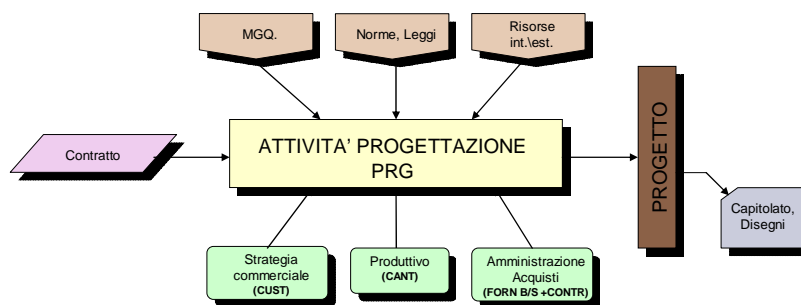 MGQ.
Norme, Leggi
Risorse
int.\est.
Contratto
ATTIVITA' PROGETTAZIONE
PRG
PROGETTO
Capitolato,
Disegni
Strategia
commerciale
(CUST)
Produttivo
(CANT)
Amministrazione
Acquisti
(FORN B/S +CONTR)